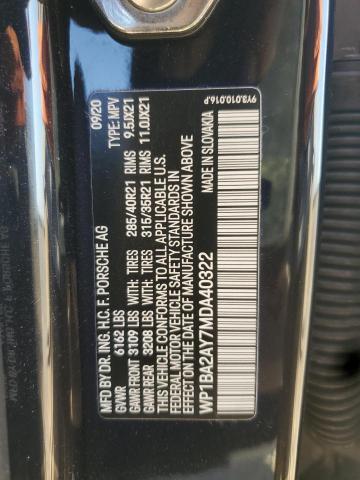 9Y3.010.016.P
MFD BY DR. ING. H.C. F. PORSCHE AG 09/20
GVWR 6162 LBS TYPE: MPV
GAWR FRONT 3109 LBS WITH: TIRES 285/40R21 RIMS 9.5JX21
GAWR REAR 3208 LBS WITH: TIRES 315/35R21 RIMS 11.0JX21
THIS VEHICLE CONFORMS TO ALL APPLICABLE U.S.
FEDERAL MOTOR VEHICLE SAFETY STANDARDS IN
EFFECT ON THE DATE OF MANUFACTURE SHOWN ABOVE
WP1BA2AY7MDA40322 MADE IN SLOVAKIA